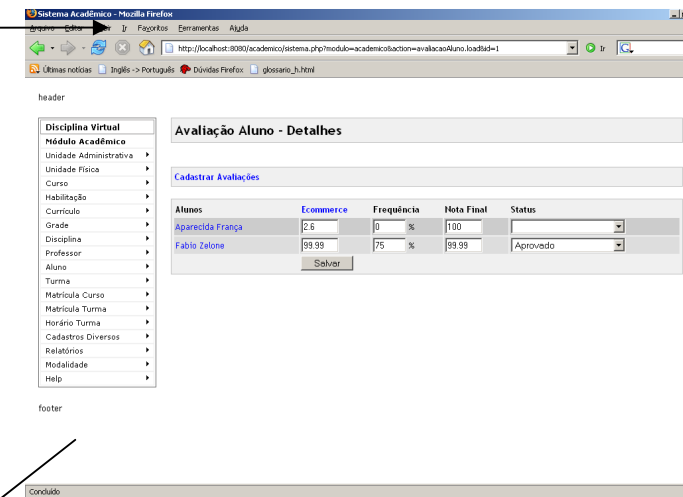 Sistema Acadêmico - Mozilla Firefox
Arquivo Editar Ir Favoritos Ferramentas Ajuda
http://localhost:8080/academico/sistema.php?modulo=academico&action=avaliacaoAluno.load&id=1 Ir
Últimas notícias Inglês -> Português Dúvidas Firefox glossario_h.html
header
Disciplina Virtual
Módulo Acadêmico
Unidade Administrativa
Unidade Física
Curso
Habilitação
Currículo
Grade
Disciplina
Professor
Aluno
Turma
Matrícula Curso
Matrícula Turma
Horário Turma
Cadastros Diversos
Relatórios
Modalidade
Help
Avaliação Aluno - Detalhes
Cadastrar Avaliações
Alunos Ecommerce Frequência Nota Final Status
Aparecida França 2.6 0 % 100
Fabio Zelone 99.99 75 % 99.99 Aprovado
Salvar
footer
Concluído